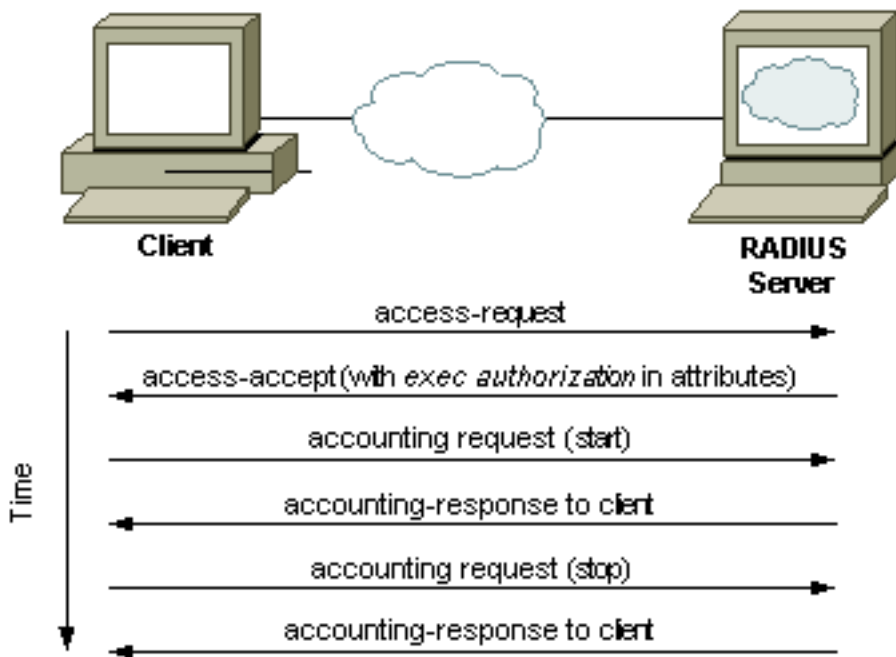 Client
RADIUS
Server
access-request
access-accept (with exec authorization in attributes)
accounting request (start)
accounting-response to client
accounting request (stop)
accounting-response to client
Time